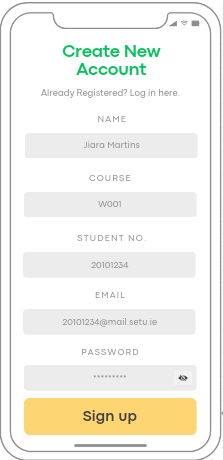 Create New
Account
Already Registered? Log in here.
NAME
Jiara Martins
COURSE
W001
STUDENT NO.
20101234
EMAIL
20101234@mail.setu.ie
PASSWORD
*********
Sign up